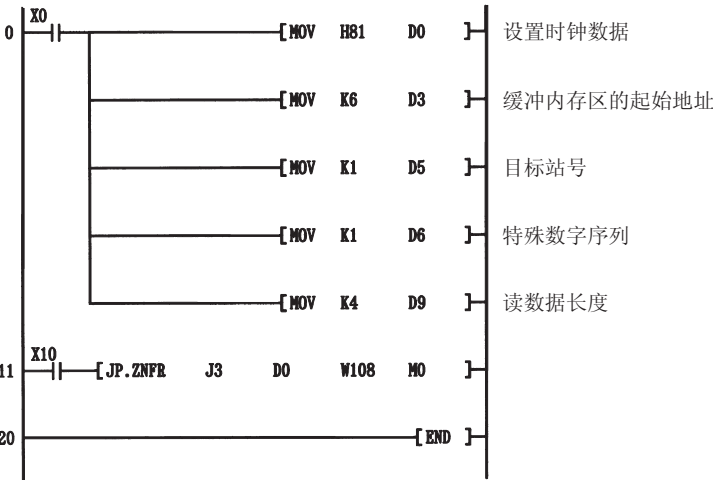 X0
0 [MOV H81 D0 ] 设置时钟数据
[MOV K6 D3 ] 缓冲内存区的起始地址
[MOV K1 D5 ] 目标站号
[MOV K1 D6 ] 特殊数字序列
[MOV K4 D9 ] 读数据长度
X10
11 [JP.ZNFR J3 D0 W108 M0 ]
20 [END ]